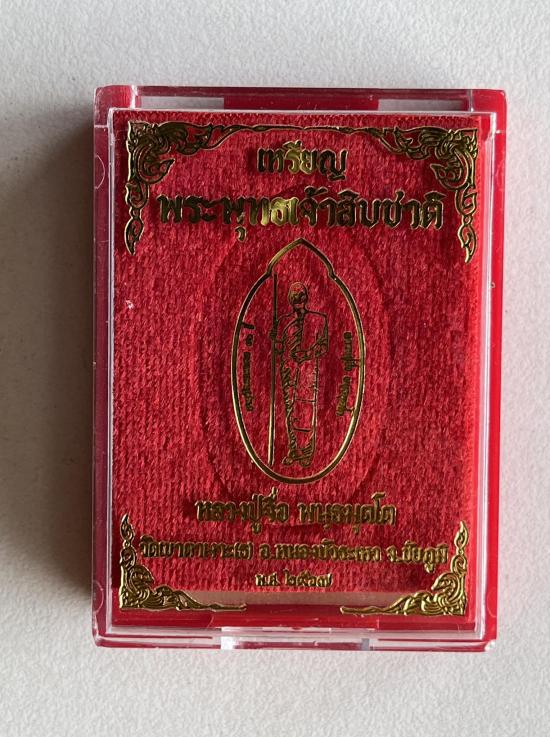 เหรียญ
พระพุทธเจ้าสิบชาติ
หลวงปู่จื่อ พนฺธมุตฺโต
วัดเขาตาเงาะ(ธ) อ.หนองบัวระเหว จ.ชัยภูมิ
พ.ศ. ๒๕๖๗